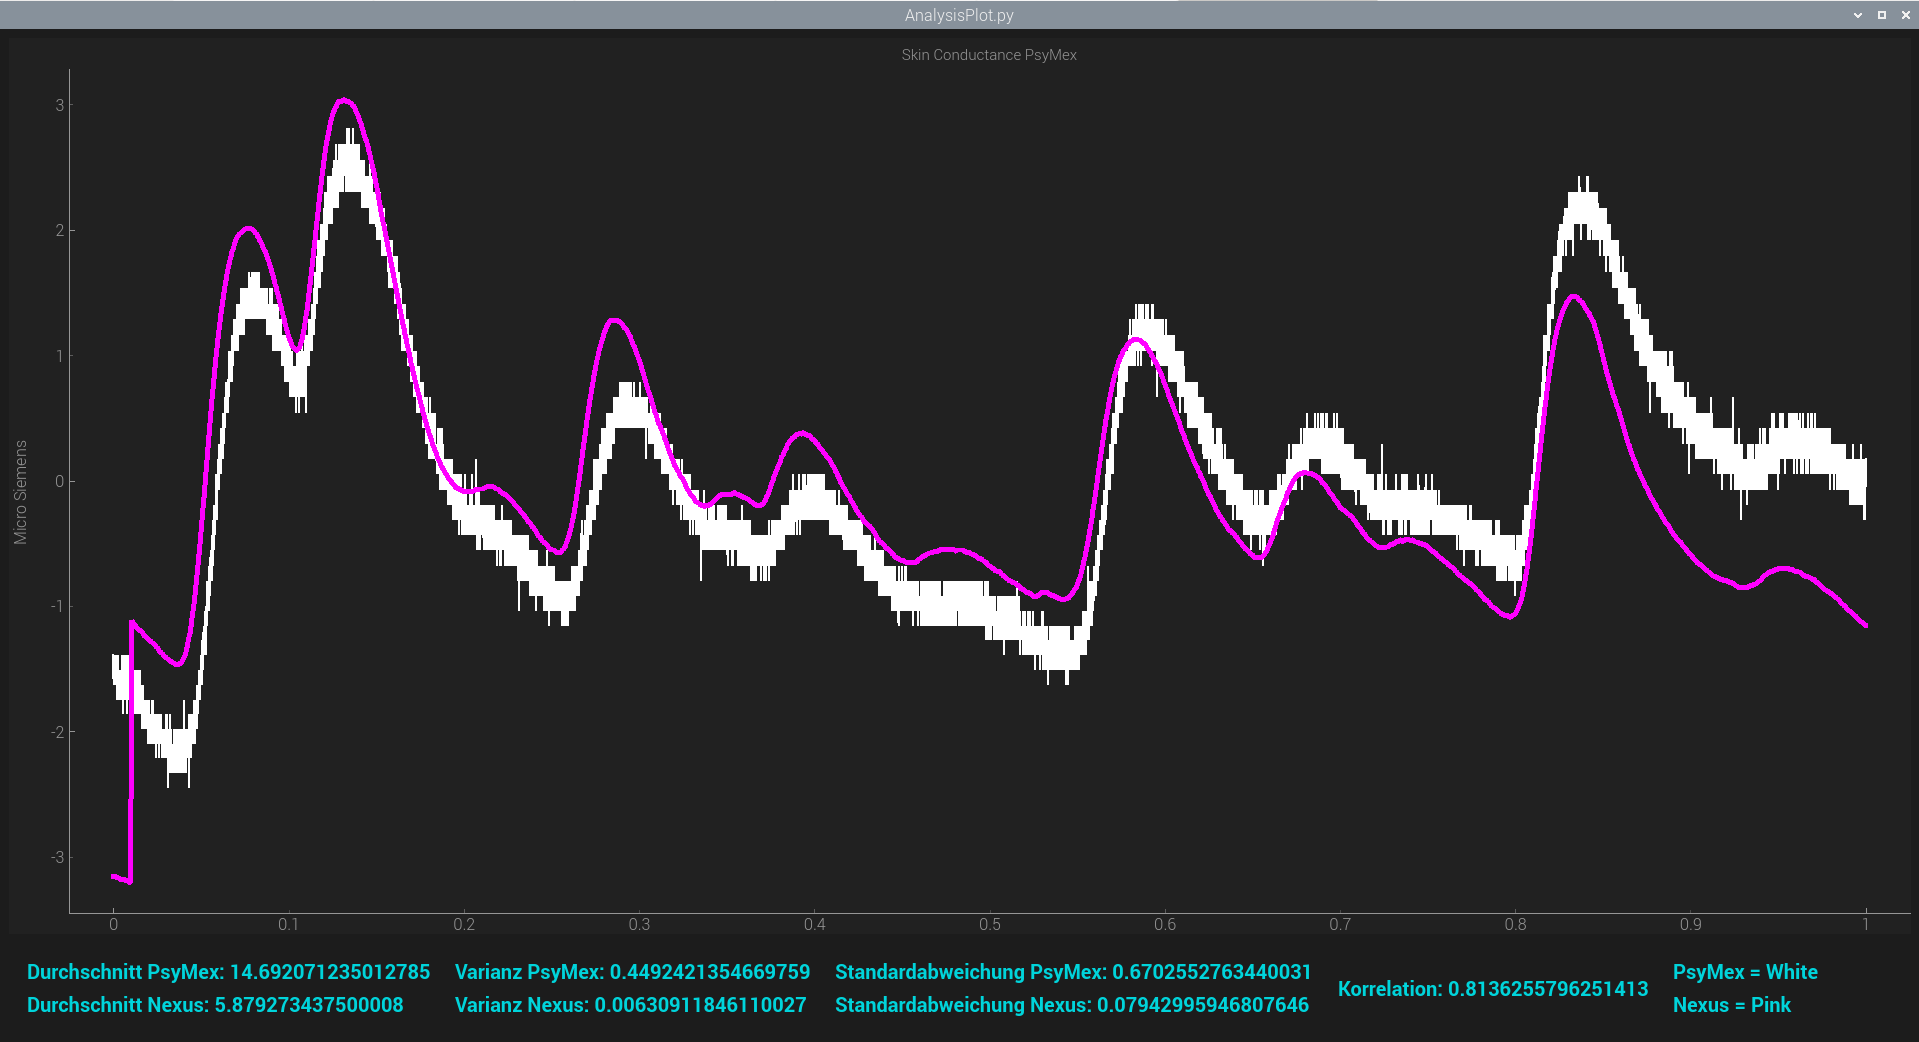 AnalysisPlot.py
Skin Conductance PsyMex
Micro Siemens
3
2
1
0
-1
-2
-3
0 0.1 0.2 0.3 0.4 0.5 0.6 0.7 0.8 0.9 1
Durchschnitt PsyMex: 14.692071235012785 Varianz PsyMex: 0.4492421354669759 Standardabweichung PsyMex: 0.6702552763440031 PsyMex = White
Korrelation: 0.8136255796251413
Durchschnitt Nexus: 5.879273437500008 Varianz Nexus: 0.00630911846110027 Standardabweichung Nexus: 0.07942995946807646 Nexus = Pink